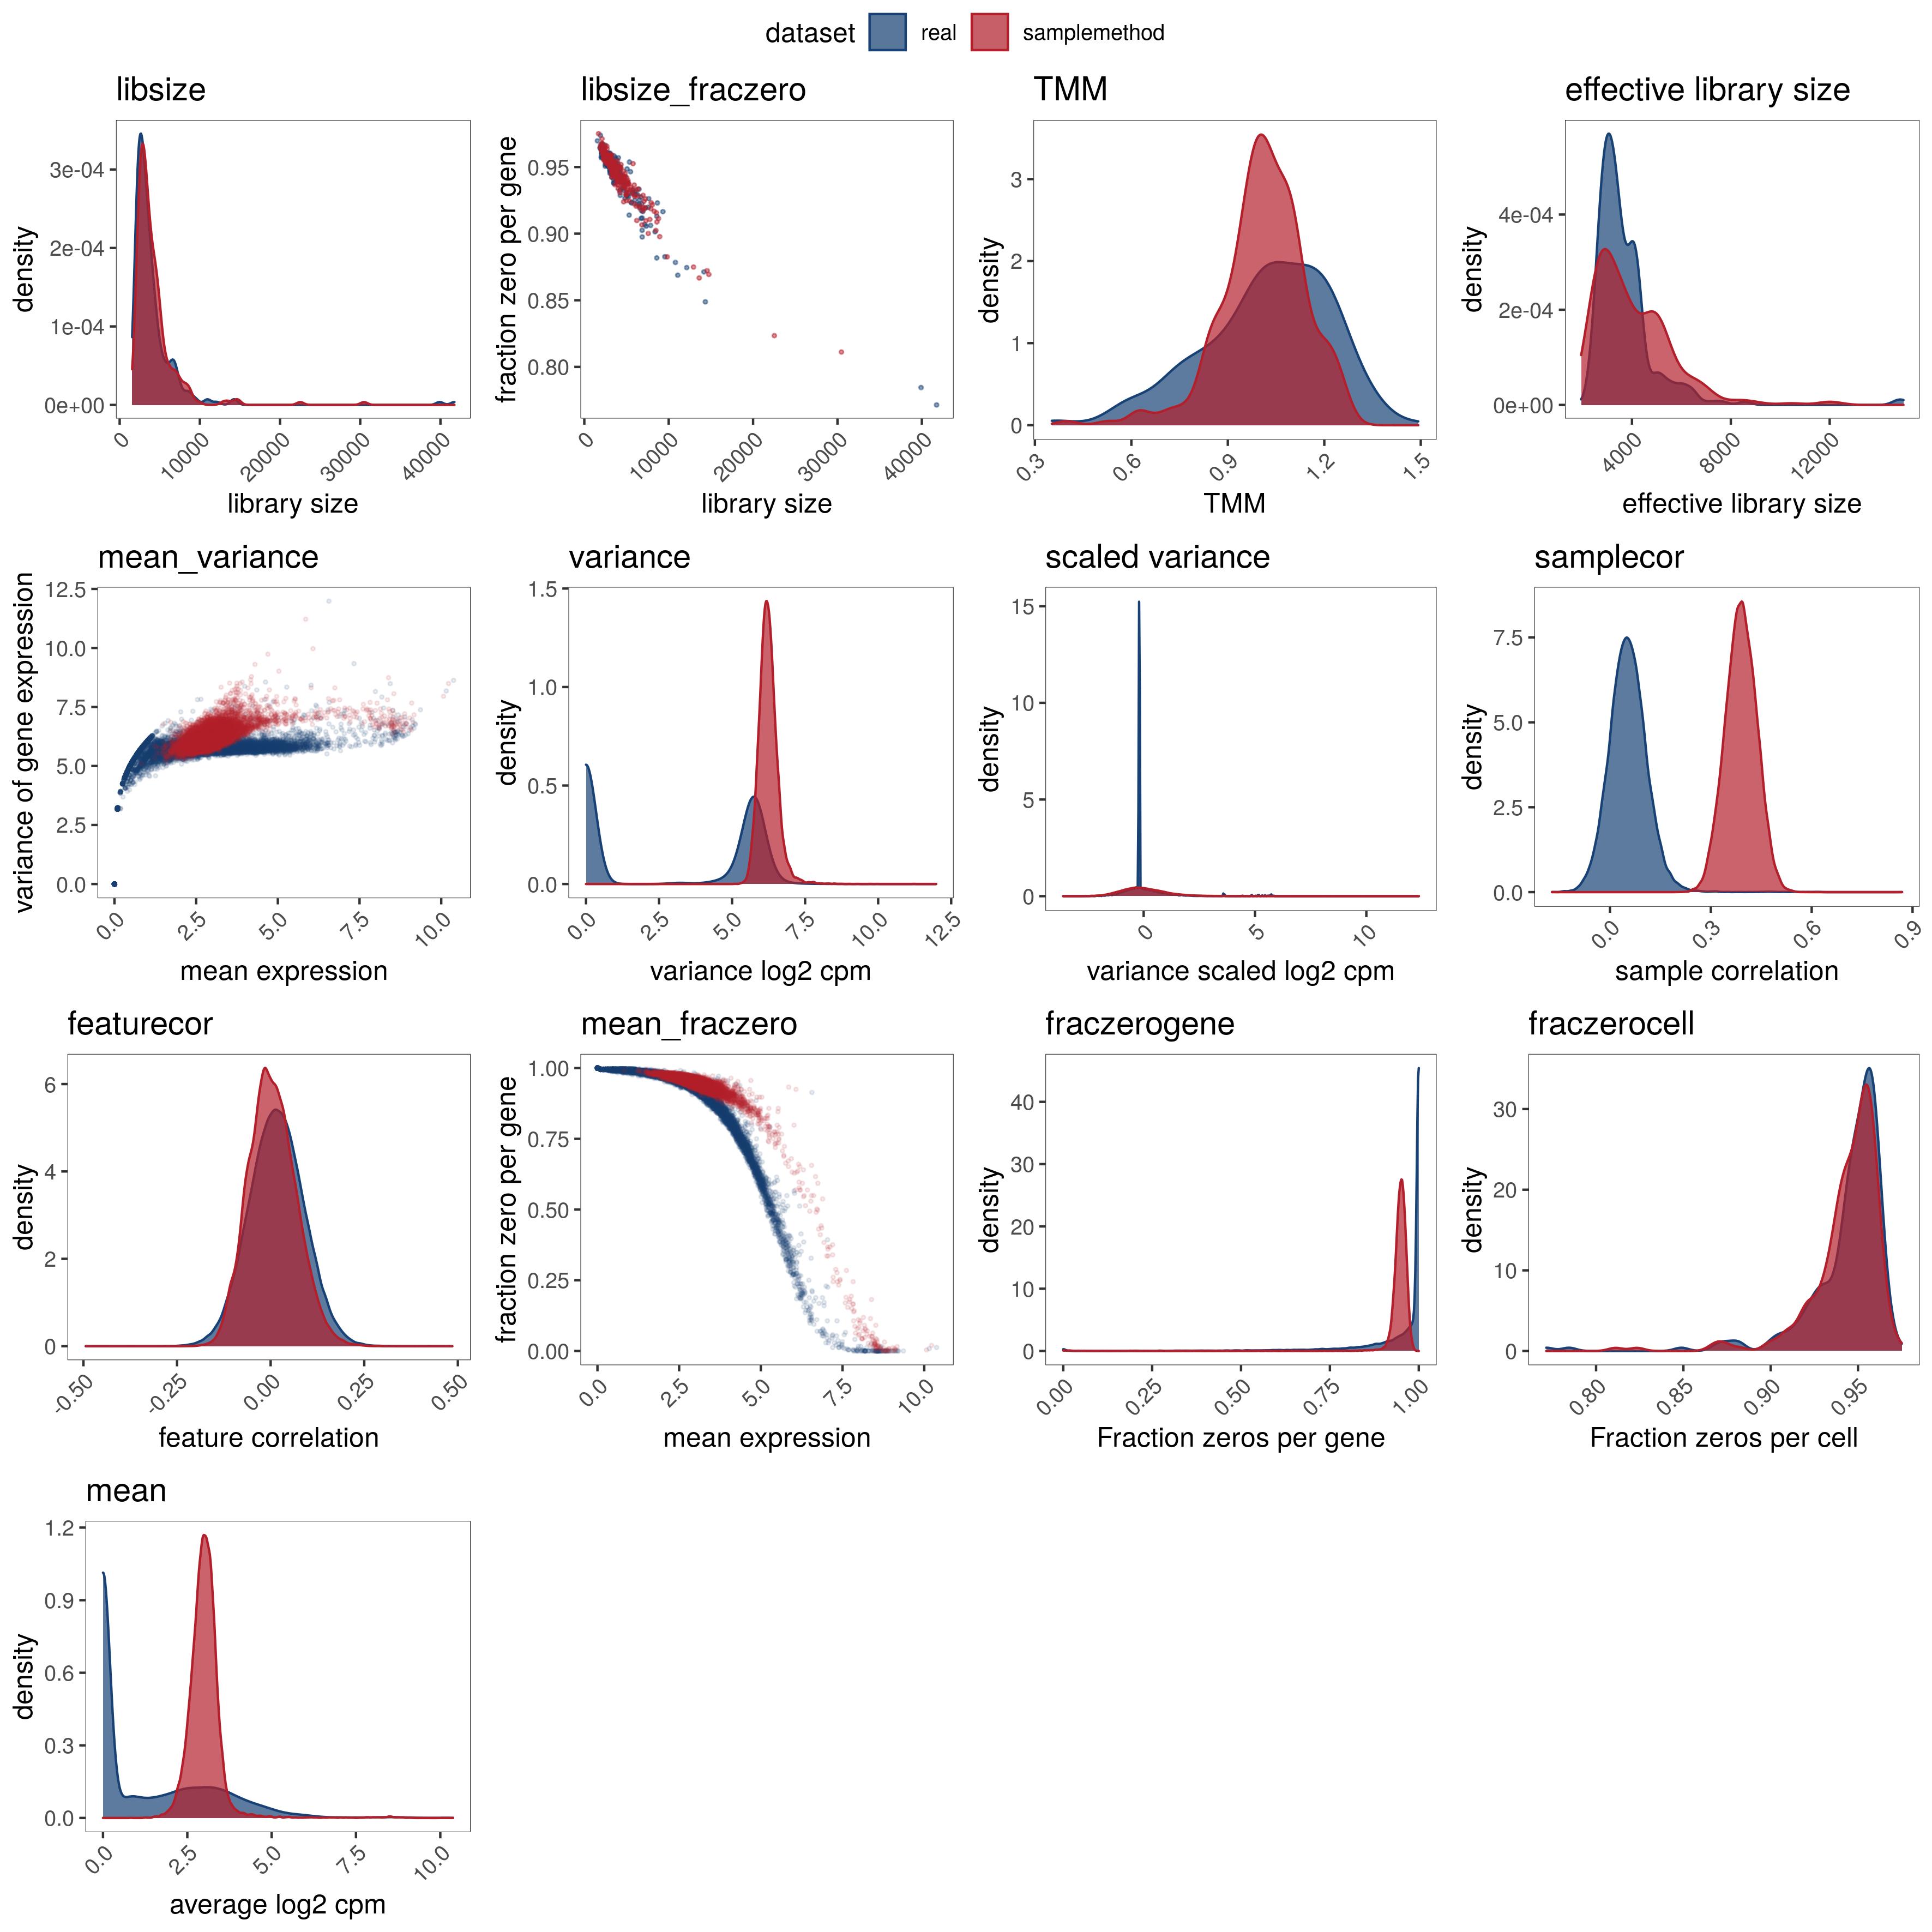 dataset real samplemethod
libsize
density
3e-04
2e-04
1e-04
0e+00
0 10000 20000 30000 40000
library size
libsize_fraczero
fraction zero per gene
0.95
0.90
0.85
0.80
0 10000 20000 30000 40000
library size
TMM
density
3
2
1
0
0.3 0.6 0.9 1.2 1.5
TMM
effective library size
density
4e-04
2e-04
0e+00
4000 8000 12000
effective library size
mean_variance
variance of gene expression
12.5
10.0
7.5
5.0
2.5
0.0
0.0 2.5 5.0 7.5 10.0
mean expression
variance
density
1.5
1.0
0.5
0.0
0.0 2.5 5.0 7.5 10.0 12.5
variance log2 cpm
scaled variance
density
15
10
5
0
0 5 10
variance scaled log2 cpm
samplecor
density
7.5
5.0
2.5
0.0
0.0 0.3 0.6 0.9
sample correlation
featurecor
density
6
4
2
0
-0.50 -0.25 0.00 0.25 0.50
feature correlation
mean_fraczero
fraction zero per gene
1.00
0.75
0.50
0.25
0.00
0.0 2.5 5.0 7.5 10.0
mean expression
fraczerogene
density
40
30
20
10
0
0.00 0.25 0.50 0.75 1.00
Fraction zeros per gene
fraczerocell
density
30
20
10
0
0.80 0.85 0.90 0.95
Fraction zeros per cell
mean
density
1.2
0.9
0.6
0.3
0.0
0.0 2.5 5.0 7.5 10.0
average log2 cpm